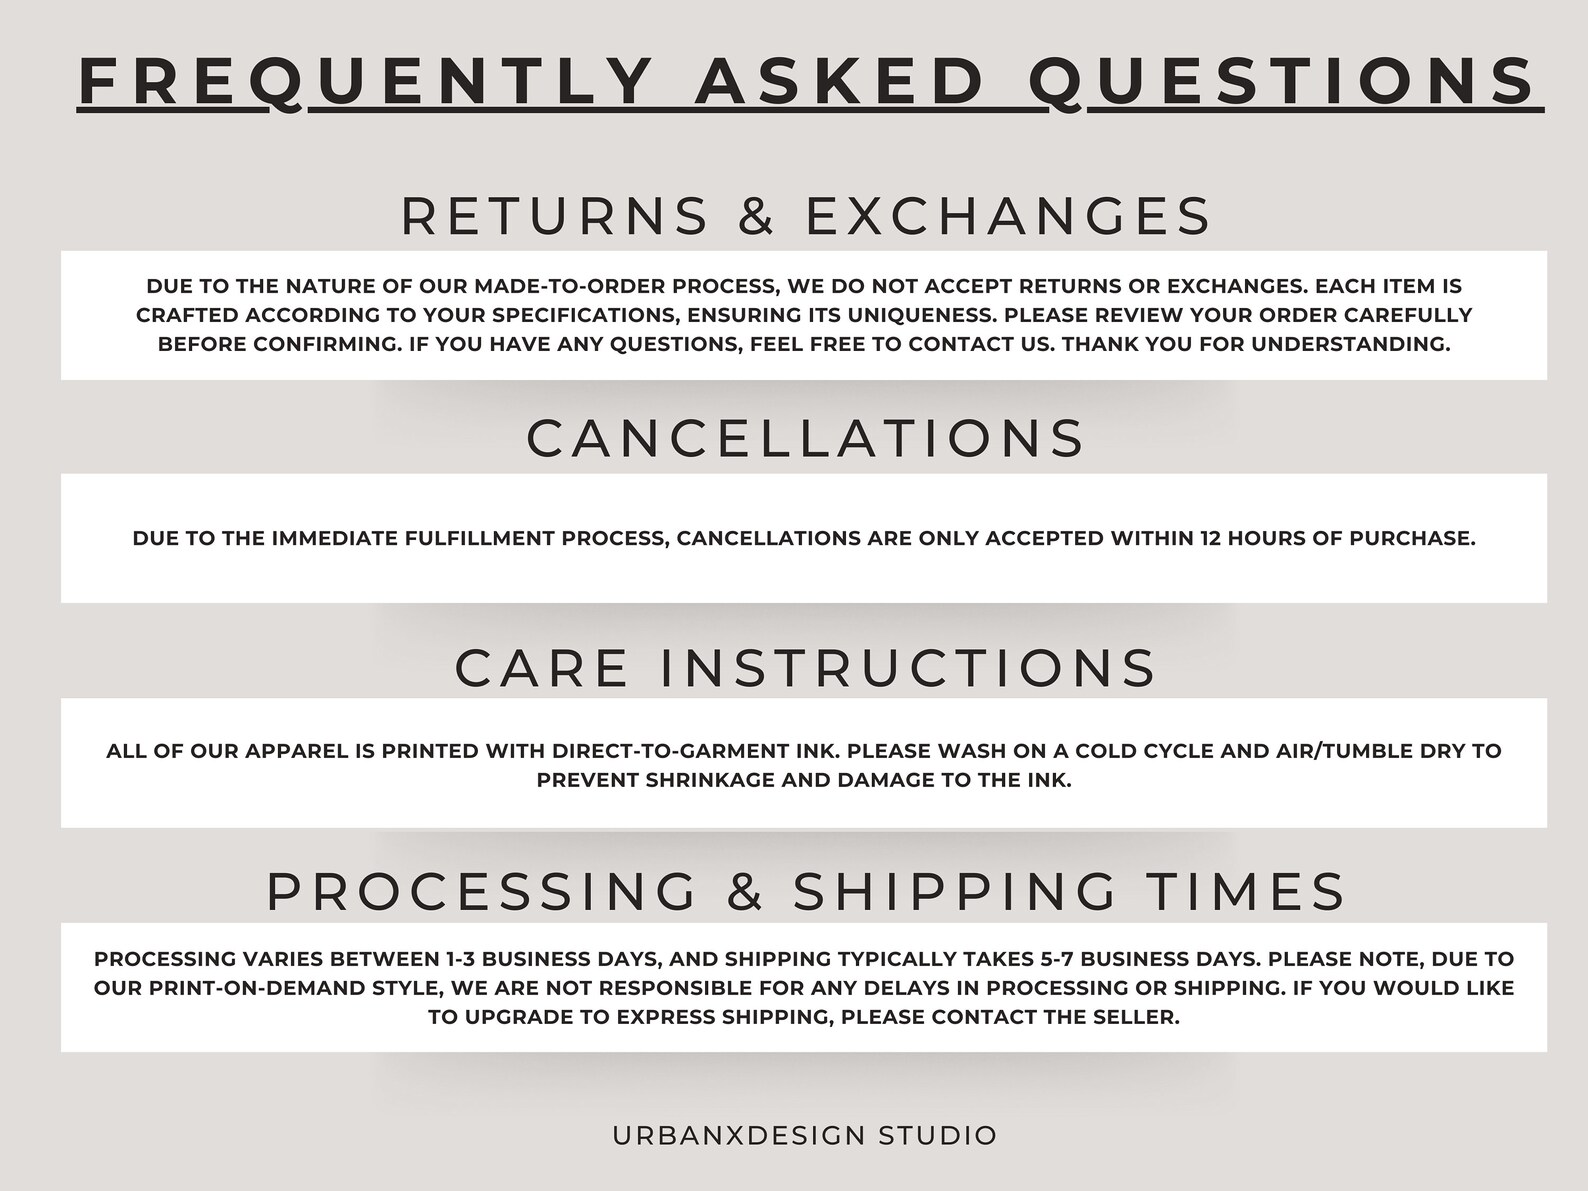 FREQUENTLY ASKED QUESTIONS
RETURNS & EXCHANGES
DUE TO THE NATURE OF OUR MADE-TO-ORDER PROCESS, WE DO NOT ACCEPT RETURNS OR EXCHANGES. EACH ITEM IS
CRAFTED ACCORDING TO YOUR SPECIFICATIONS, ENSURING ITS UNIQUENESS. PLEASE REVIEW YOUR ORDER CAREFULLY
BEFORE CONFIRMING. IF YOU HAVE ANY QUESTIONS, FEEL FREE TO CONTACT US. THANK YOU FOR UNDERSTANDING.
CANCELLATIONS
DUE TO THE IMMEDIATE FULFILLMENT PROCESS, CANCELLATIONS ARE ONLY ACCEPTED WITHIN 12 HOURS OF PURCHASE.
CARE INSTRUCTIONS
ALL OF OUR APPAREL IS PRINTED WITH DIRECT-TO-GARMENT INK. PLEASE WASH ON A COLD CYCLE AND AIR/TUMBLE DRY TO
PREVENT SHRINKAGE AND DAMAGE TO THE INK.
PROCESSING & SHIPPING TIMES
PROCESSING VARIES BETWEEN 1-3 BUSINESS DAYS, AND SHIPPING TYPICALLY TAKES 5-7 BUSINESS DAYS. PLEASE NOTE, DUE TO
OUR PRINT-ON-DEMAND STYLE, WE ARE NOT RESPONSIBLE FOR ANY DELAYS IN PROCESSING OR SHIPPING. IF YOU WOULD LIKE
TO UPGRADE TO EXPRESS SHIPPING, PLEASE CONTACT THE SELLER.
URBANXDESIGN STUDIO